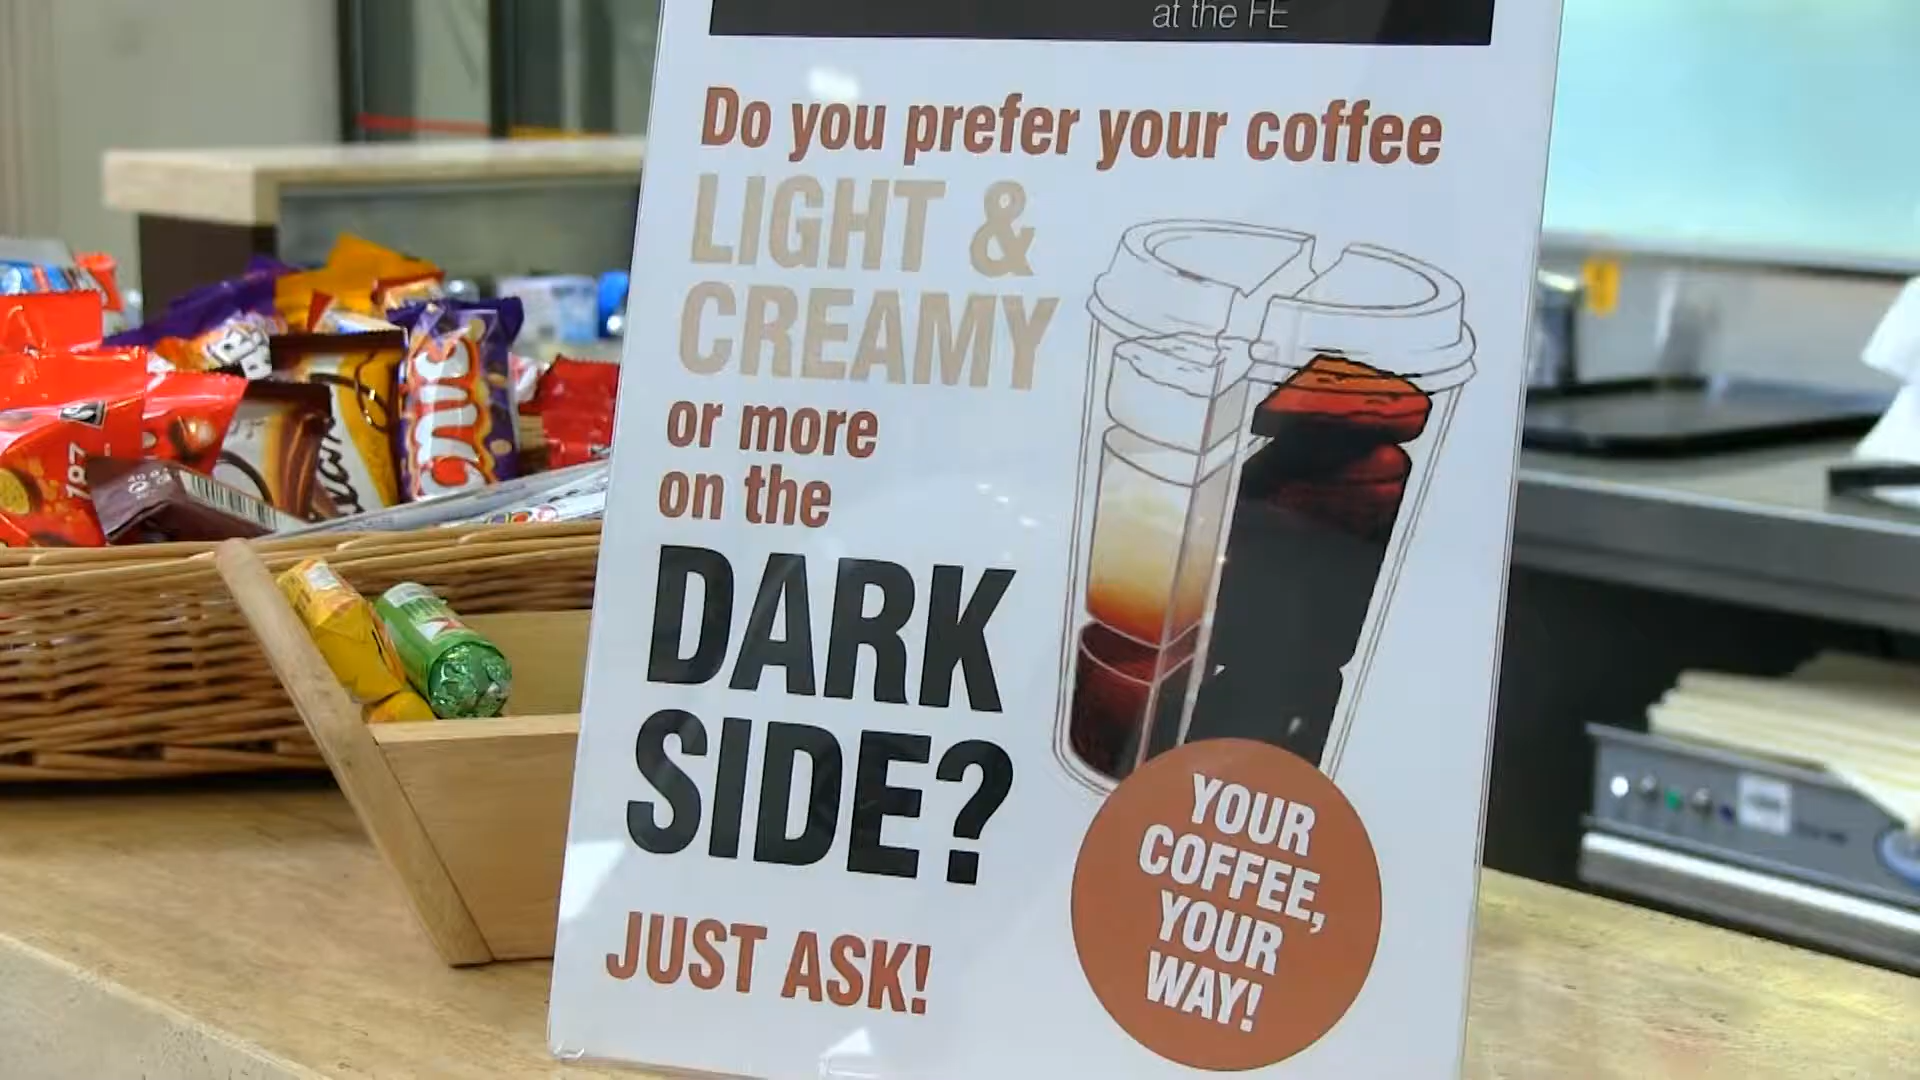 at the FE
Do you prefer your coffee
LIGHT &
CREAMY
or more
on the
DARK
SIDE?
JUST ASK!
YOUR
COFFEE,
YOUR
WAY!
187